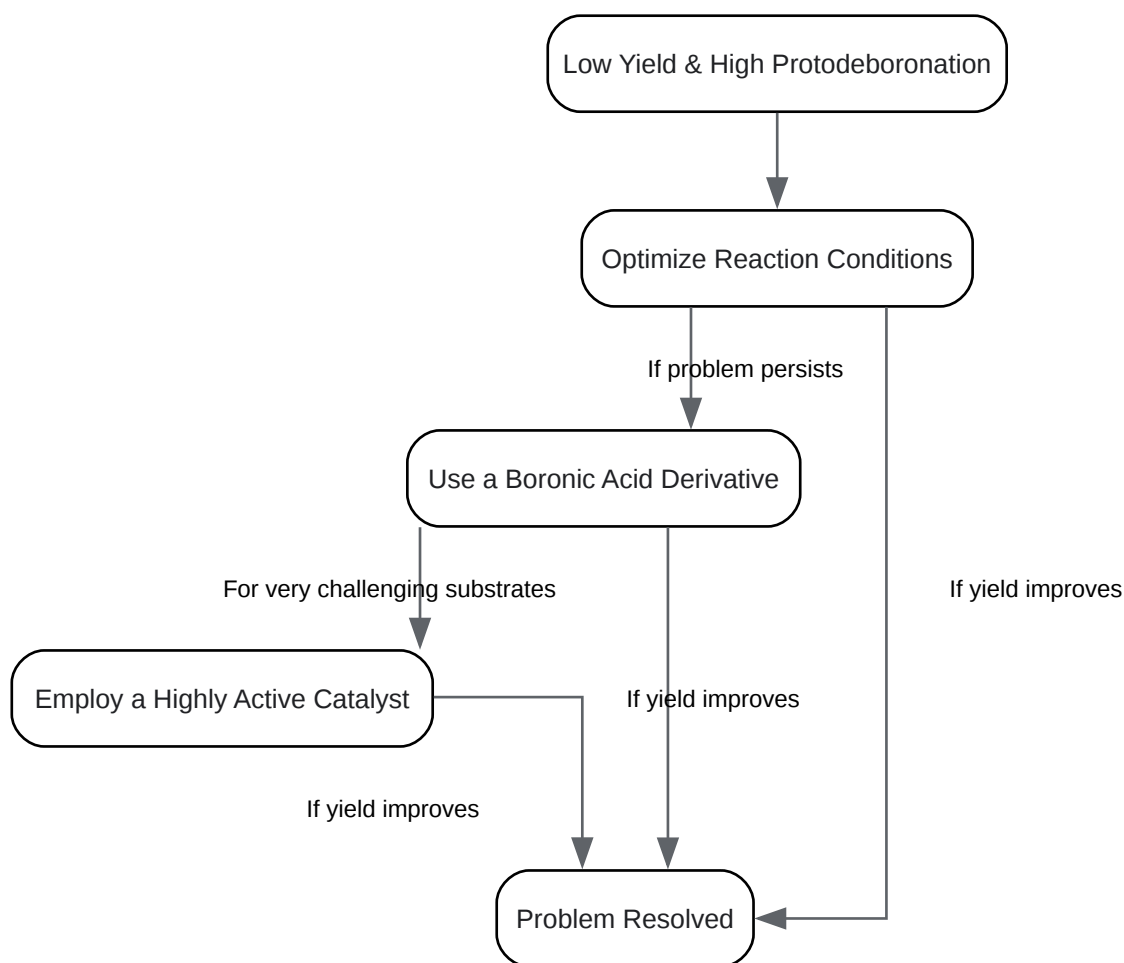 Low Yield & High Protodeboronation
Optimize Reaction Conditions
If problem persists
Use a Boronic Acid Derivative
For very challenging substrates
If yield improves
Employ a Highly Active Catalyst
If yield improves
If yield improves
Problem Resolved